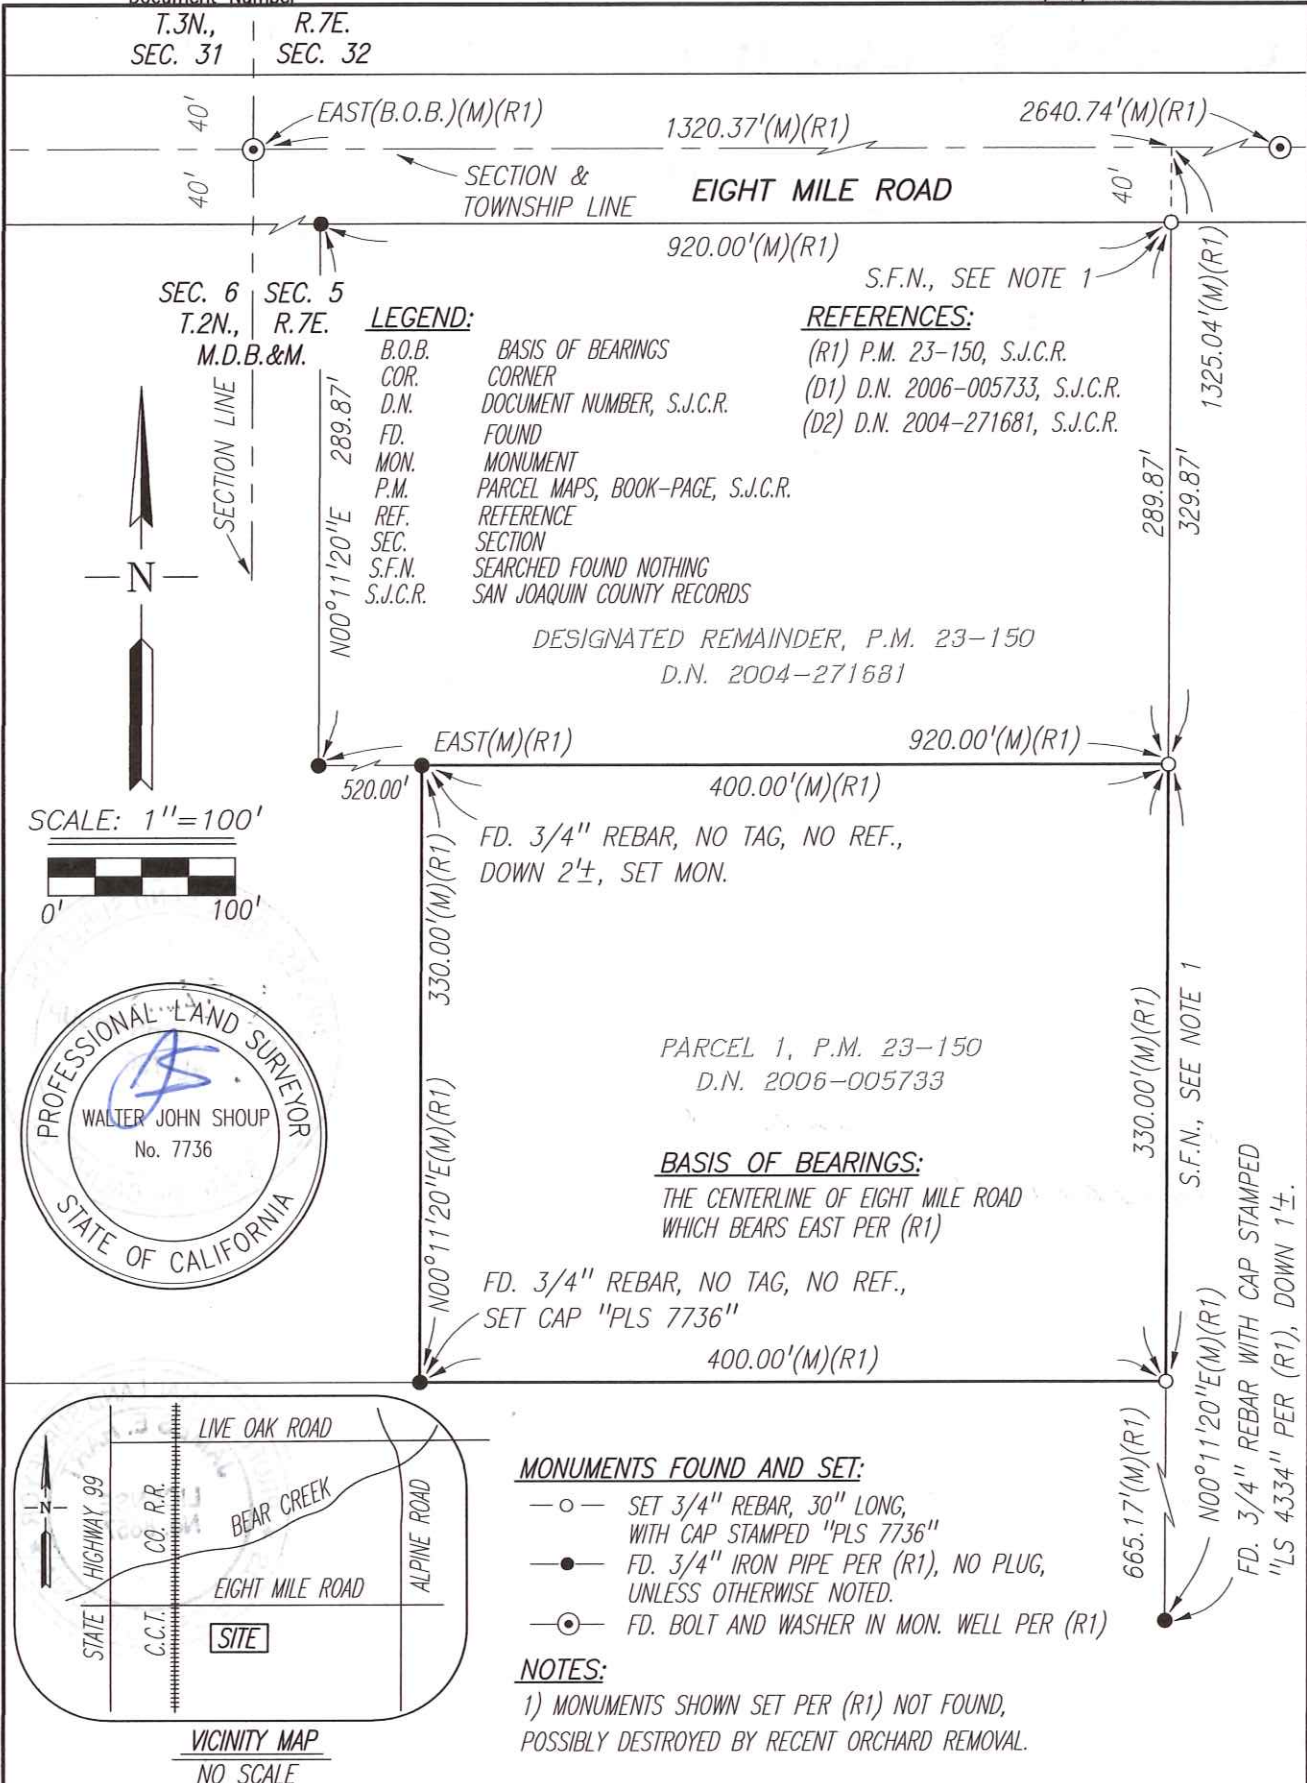 Document Number
T.3N., R.7E.
SEC. 31 SEC. 32
40'
40'
EAST(B.O.B.)(M)(R1)
1320.37'(M)(R1)
2640.74'(M)(R1)
SECTION &
TOWNSHIP LINE
EIGHT MILE ROAD
40'
920.00'(M)(R1)
S.F.N., SEE NOTE 1
1325.04'(M)(R1)
SEC. 6 SEC. 5
T.2N., R.7E.
M.D.B.&M.
SECTION LINE
N00°11'20"E 289.87'
LEGEND:
B.O.B. BASIS OF BEARINGS
COR. CORNER
D.N. DOCUMENT NUMBER, S.J.C.R.
FD. FOUND
MON. MONUMENT
P.M. PARCEL MAPS, BOOK-PAGE, S.J.C.R.
REF. REFERENCE
SEC. SECTION
S.F.N. SEARCHED FOUND NOTHING
S.J.C.R. SAN JOAQUIN COUNTY RECORDS
REFERENCES:
(R1) P.M. 23-150, S.J.C.R.
(D1) D.N. 2006-005733, S.J.C.R.
(D2) D.N. 2004-271681, S.J.C.R.
289.87'
329.87'
N
DESIGNATED REMAINDER, P.M. 23-150
D.N. 2004-271681
EAST(M)(R1)
920.00'(M)(R1)
520.00'
400.00'(M)(R1)
SCALE: 1"=100'
0' 100'
FD. 3/4" REBAR, NO TAG, NO REF.,
DOWN 2'±, SET MON.
330.00'(M)(R1)
N00°11'20"E(M)(R1)
PROFESSIONAL LAND SURVEYOR
WALTER JOHN SHOUP
No. 7736
STATE OF CALIFORNIA
PARCEL 1, P.M. 23-150
D.N. 2006-005733
330.00'(M)(R1)
S.F.N., SEE NOTE 1
BASIS OF BEARINGS:
THE CENTERLINE OF EIGHT MILE ROAD
WHICH BEARS EAST PER (R1)
FD. 3/4" REBAR, NO TAG, NO REF.,
SET CAP "PLS 7736"
400.00'(M)(R1)
665.17'(M)(R1)
N00°11'20"E(M)(R1)
FD. 3/4" REBAR WITH CAP STAMPED
"LS 4334" PER (R1), DOWN 1'±.
LIVE OAK ROAD
N
STATE HIGHWAY 99
C.C.T. CO. R.R.
BEAR CREEK
ALPINE ROAD
EIGHT MILE ROAD
SITE
VICINITY MAP
NO SCALE
MONUMENTS FOUND AND SET:
SET 3/4" REBAR, 30" LONG,
WITH CAP STAMPED "PLS 7736"
FD. 3/4" IRON PIPE PER (R1), NO PLUG,
UNLESS OTHERWISE NOTED.
FD. BOLT AND WASHER IN MON. WELL PER (R1)
NOTES:
1) MONUMENTS SHOWN SET PER (R1) NOT FOUND,
POSSIBLY DESTROYED BY RECENT ORCHARD REMOVAL.